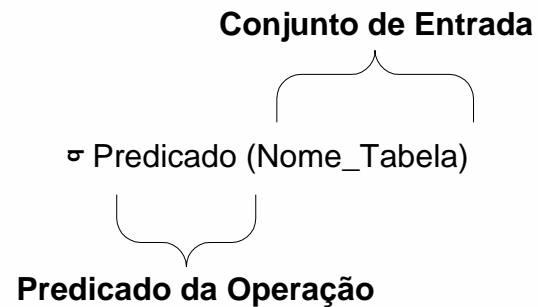 Conjunto de Entrada
σ Predicado (Nome_Tabela)
Predicado da Operação